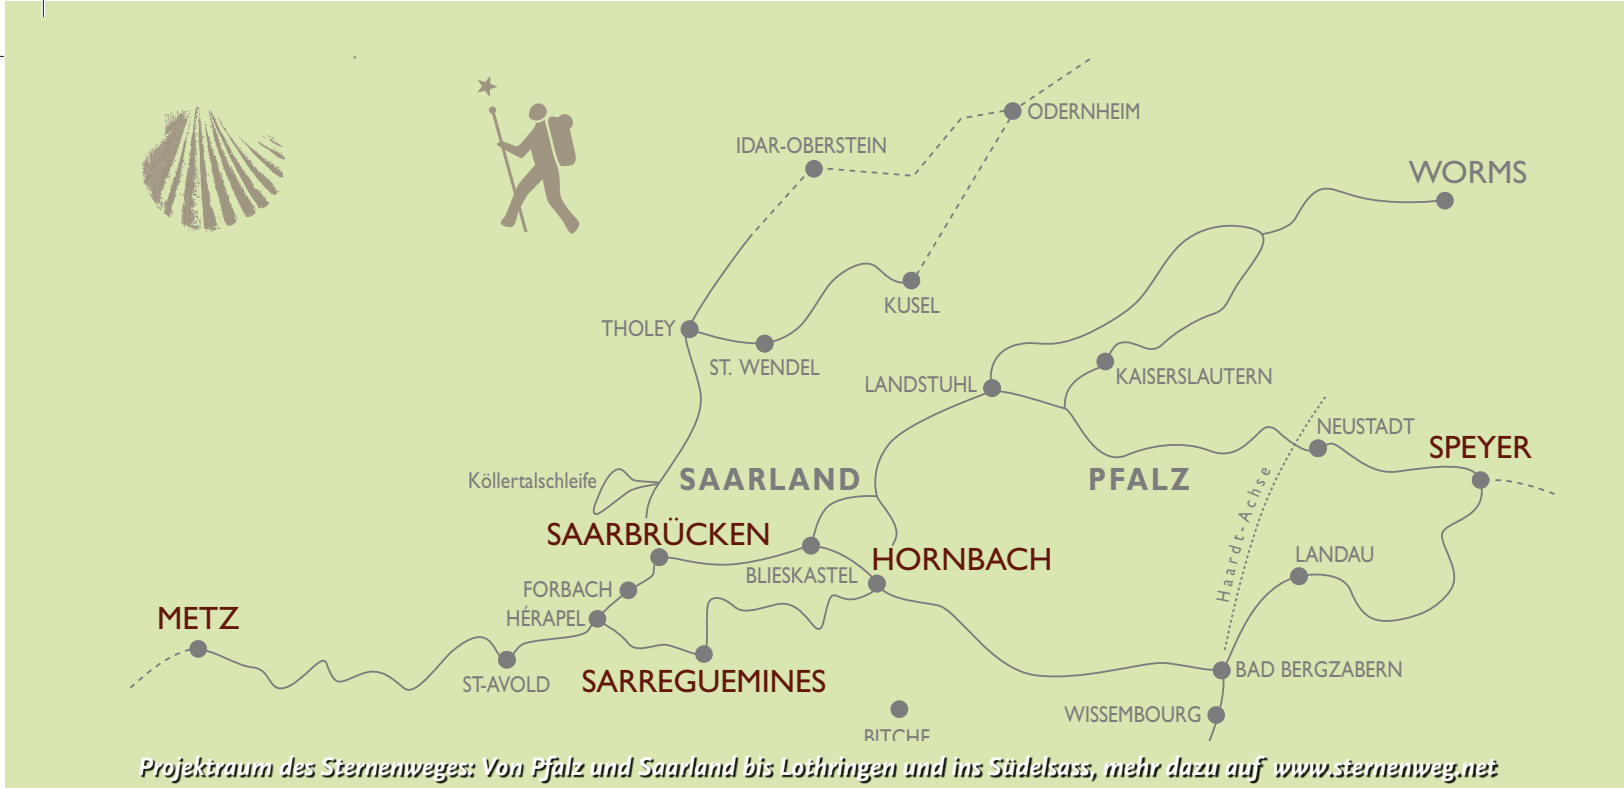 ODERNHEIM
IDAR-OBERSTEIN
WORMS
KUSEL
THOLEY
ST. WENDEL
LANDSTUHL
KAISERSLAUTERN
NEUSTADT
SPEYER
Köllertalschleife
SAARLAND
PFALZ
Haardt-Achse
SAARBRÜCKEN
HORNBACH
LANDAU
BLIESKASTEL
FORBACH
METZ
HÉRAPEL
BAD BERGZABERN
ST-AVOLD
SARREGUEMINES
WISSEMBOURG
BITCHE
Projektraum des Sternenweges: Von Pfalz und Saarland bis Lothringen und ins Südelsass, mehr dazu auf www.sternenweg.net